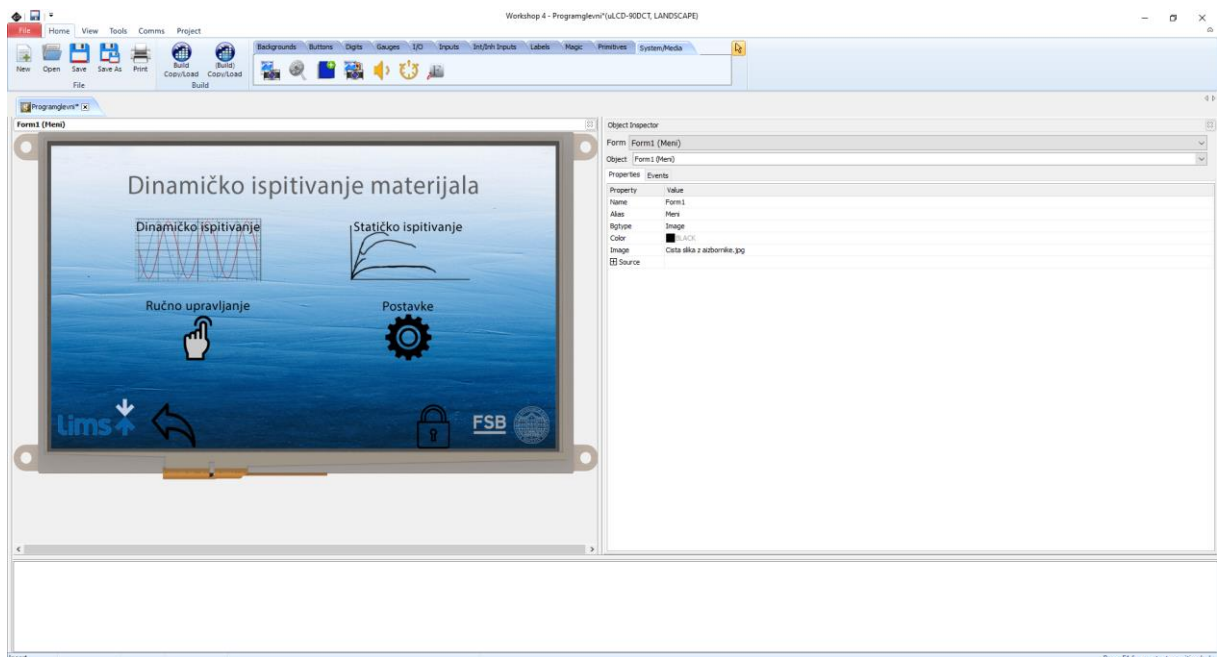 Workshop 4 - Programglevni*(uLCD-90DCT, LANDSCAPE)
File Home View Tools Comms Project
New Open Save Save As Print Build Copy/Load (Build) Copy/Load
File Build
Backgrounds Buttons Digits Gauges I/O Inputs Int/Inh Inputs Labels Magic Primitives System/Media
Programglevni*
Form1 (Meni)
Dinamičko ispitivanje materijala
Dinamičko ispitivanje Statičko ispitivanje
Ručno upravljanje Postavke
Lims FSB
Object Inspector
Form Form1 (Meni)
Object Form1 (Meni)
Properties Events
Property Value
Name Form1
Alias Meni
Bgtype Image
Color BLACK
Image Cista slika z aizbornike.jpg
Source